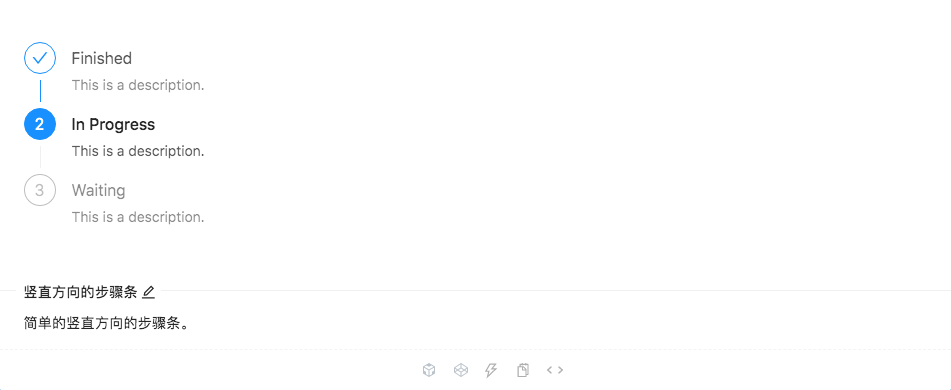 Finished
This is a description.
2
In Progress
This is a description.
3
Waiting
This is a description.
竖直方向的步骤条
简单的竖直方向的步骤条。